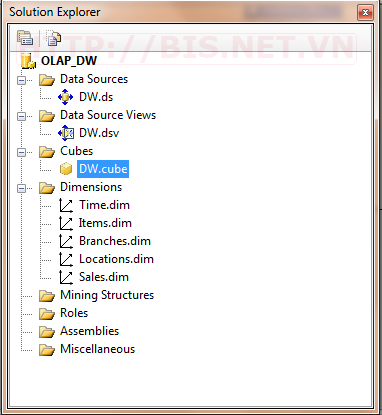 Solution Explorer
HTTP://BIS.NET.VN
OLAP_DW
Data Sources
DW.ds
Data Source Views
DW.dsv
Cubes
DW.cube
Dimensions
Time.dim
Items.dim
Branches.dim
Locations.dim
Sales.dim
Mining Structures
Roles
Assemblies
Miscellaneous